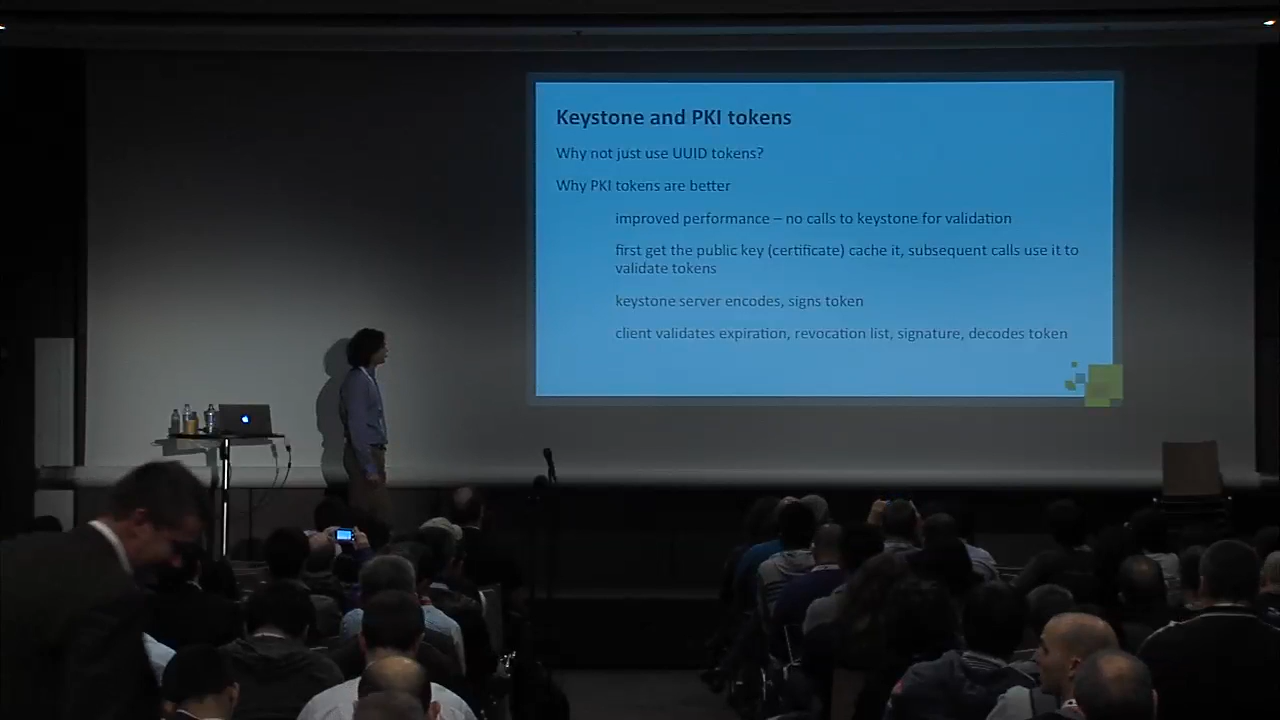 Keystone and PKI tokens
Why not just use UUID tokens?
Why PKI tokens are better
improved performance – no calls to keystone for validation
first get the public key (certificate) cache it, subsequent calls use it to
validate tokens
keystone server encodes, signs token
client validates expiration, revocation list, signature, decodes token